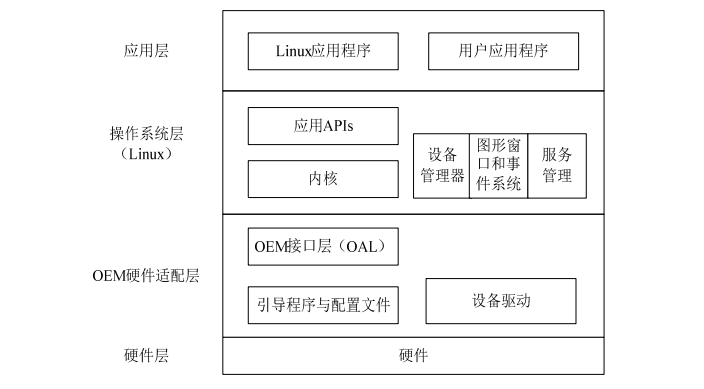 应用层
Linux应用程序
用户应用程序
操作系统层
（Linux）
应用APIs
内核
设备
管理器
图形窗
口和事
件系统
服务
管理
OEM硬件适配层
OEM接口层（OAL）
引导程序与配置文件
设备驱动
硬件层
硬件